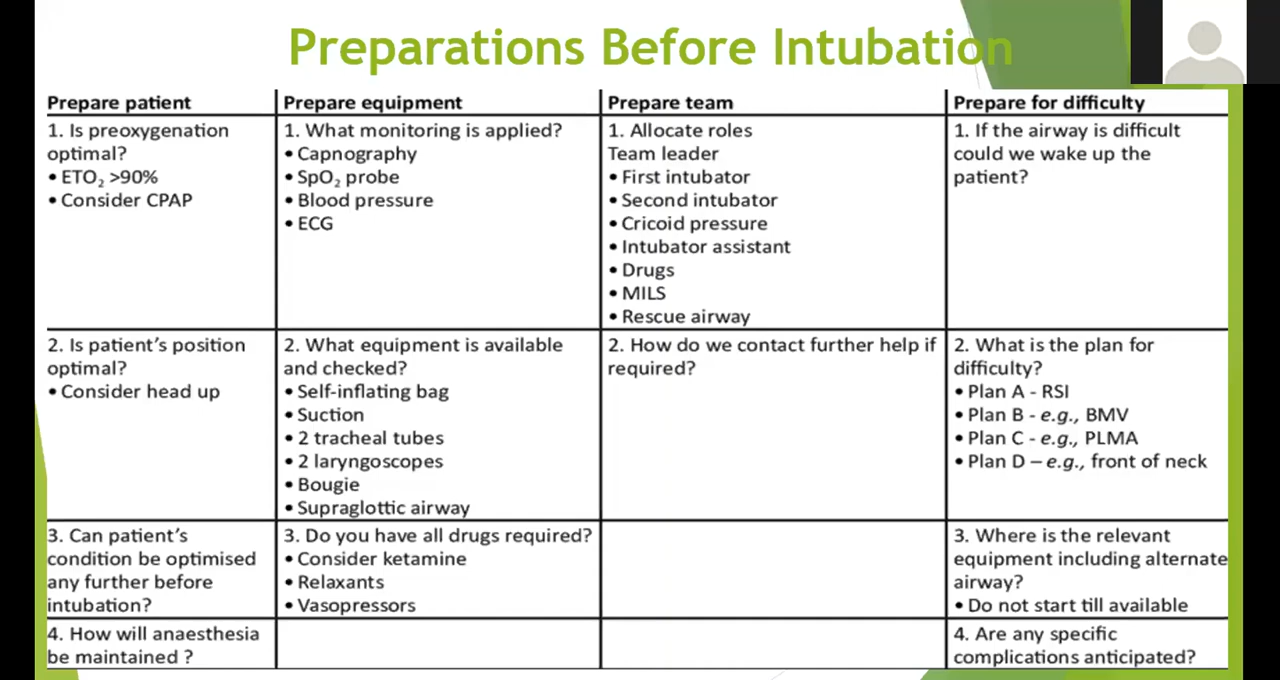 Preparations Before Intubation
Prepare patient
1. Is preoxygenation
optimal?
• ETO₂ >90%
• Consider CPAP
2. Is patient's position
optimal?
• Consider head up
3. Can patient's
condition be optimised
any further before
intubation?
4. How will anaesthesia
be maintained ?
Prepare equipment
1. What monitoring is applied?
• Capnography
• SpO₂ probe
• Blood pressure
• ECG
2. What equipment is available
and checked?
• Self-inflating bag
• Suction
• 2 tracheal tubes
• 2 laryngoscopes
• Bougie
• Supraglottic airway
3. Do you have all drugs required?
• Consider ketamine
• Relaxants
• Vasopressors
Prepare team
1. Allocate roles
Team leader
• First intubator
• Second intubator
• Cricoid pressure
• Intubator assistant
• Drugs
• MILS
• Rescue airway
2. How do we contact further help if
required?
Prepare for difficulty
1. If the airway is difficult
could we wake up the
patient?
2. What is the plan for
difficulty?
• Plan A - RSI
• Plan B - e.g., BMV
• Plan C - e.g., PLMA
• Plan D – e.g., front of neck
3. Where is the relevant
equipment including alternate
airway?
• Do not start till available
4. Are any specific
complications anticipated?